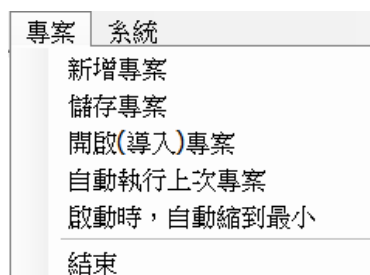 專案 系統
新增專案
儲存專案
開啟(導入)專案
自動執行上次專案
啟動時，自動縮到最小
結束